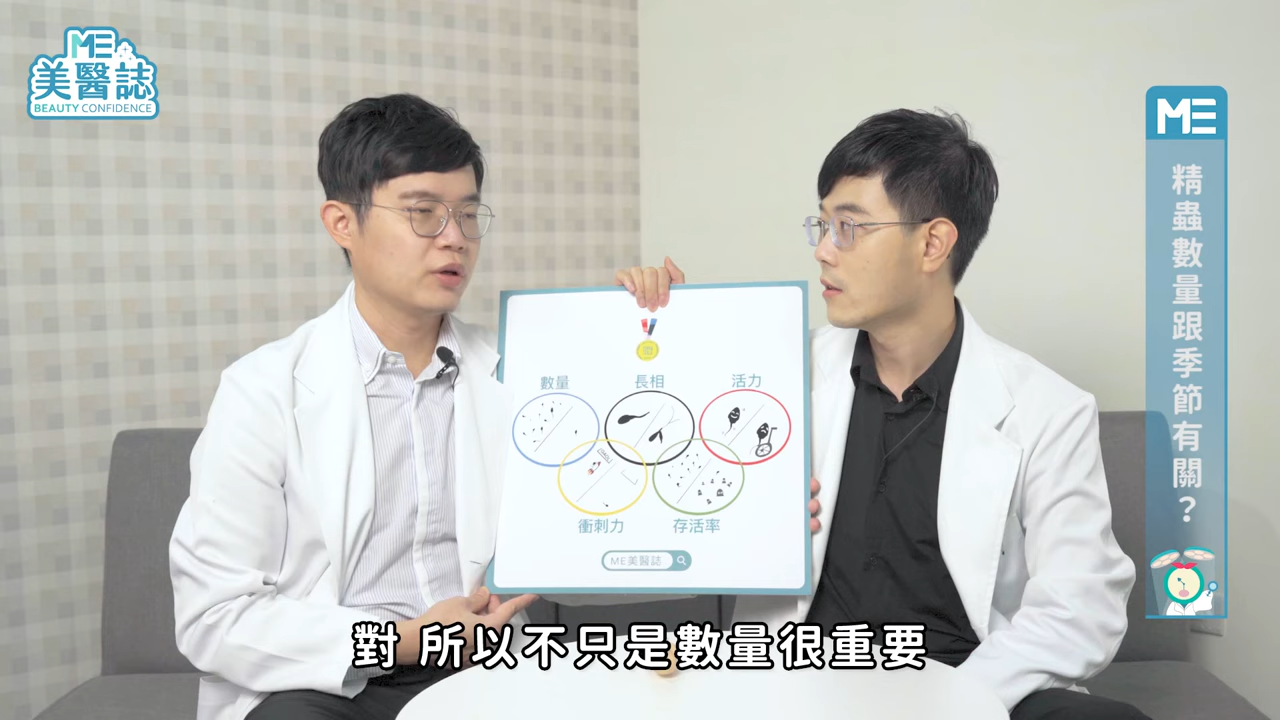 ME
美醫誌
BEAUTY CONFIDENCE
ME
精蟲數量跟季節有關？
數量
長相
活力
衝刺力
存活率
ME美醫誌
對 所以不只是數量很重要